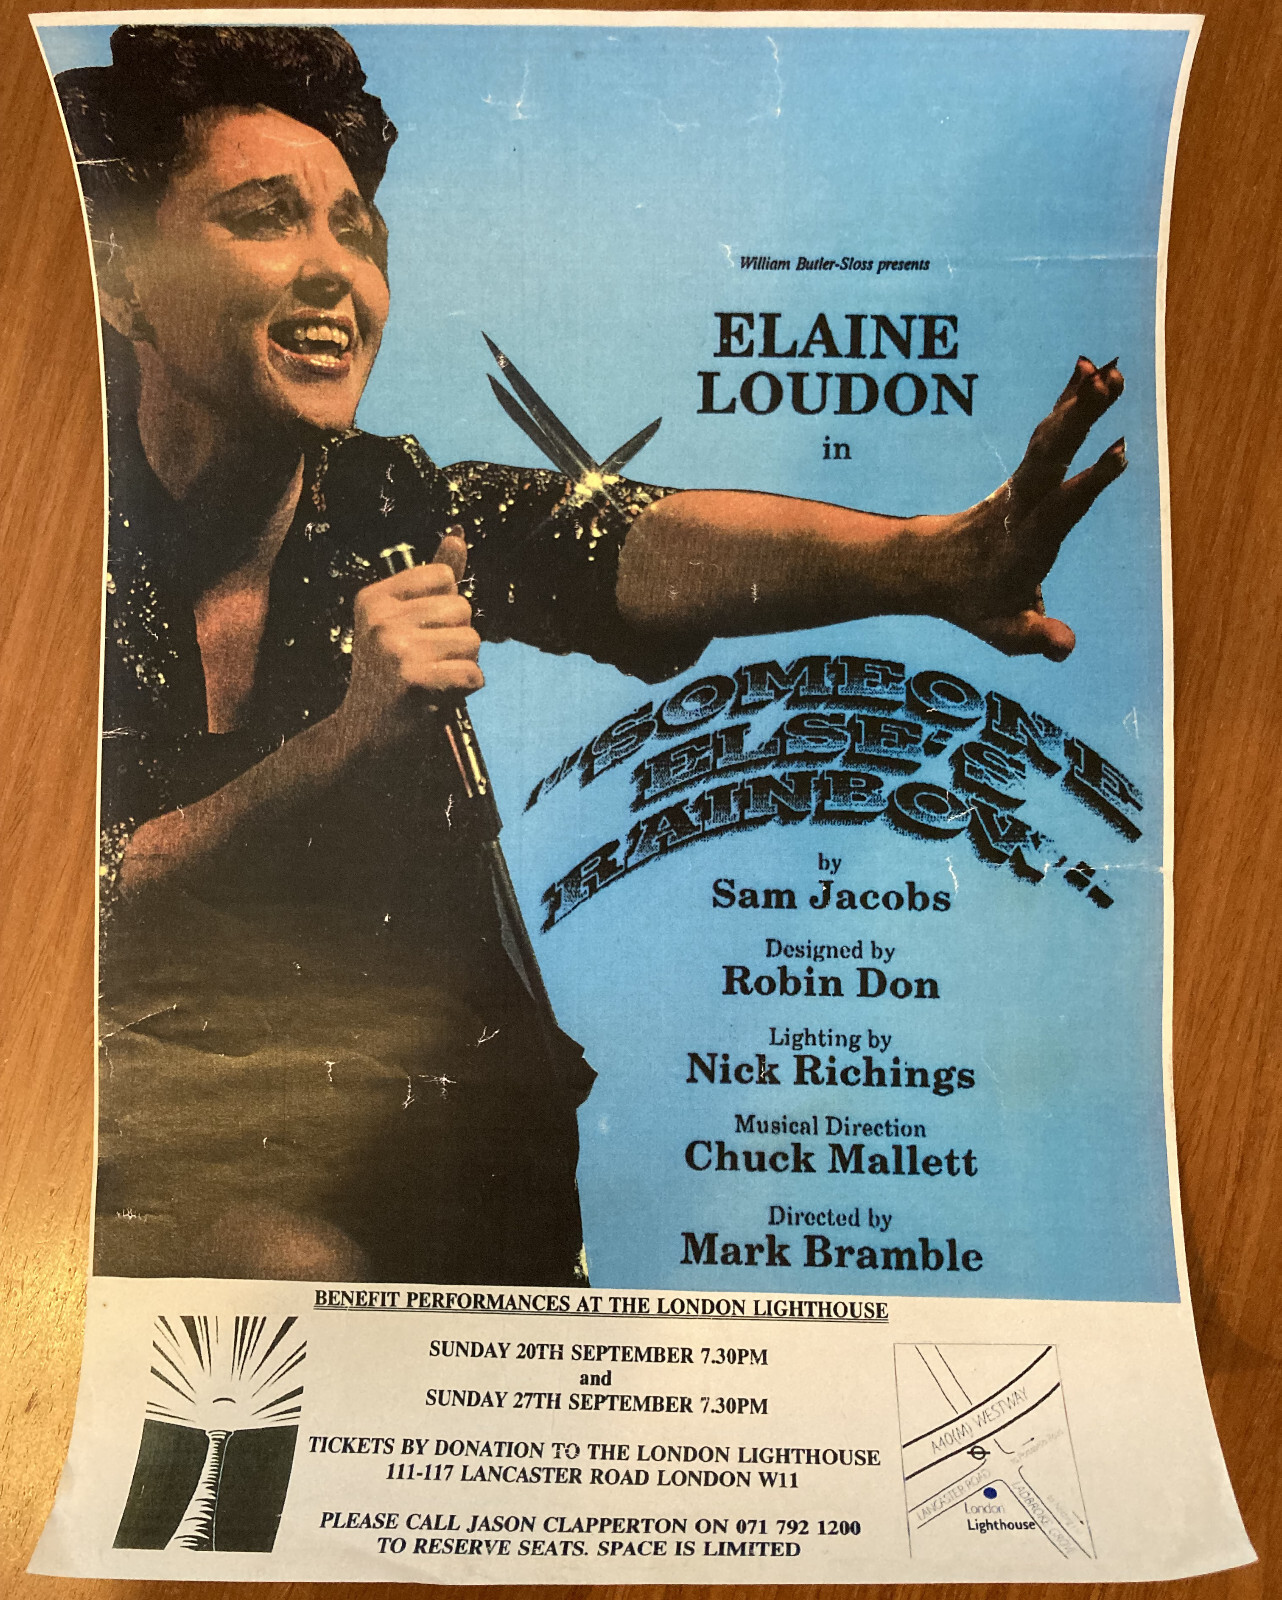 William Butler-Sloss presents
ELAINE
LOUDON
in
"SOMEONE
ELSE'S
RAINBOW"
by
Sam Jacobs
Designed by
Robin Don
Lighting by
Nick Richings
Musical Direction
Chuck Mallett
Directed by
Mark Bramble
BENEFIT PERFORMANCES AT THE LONDON LIGHTHOUSE
SUNDAY 20TH SEPTEMBER 7.30PM
and
SUNDAY 27TH SEPTEMBER 7.30PM
TICKETS BY DONATION TO THE LONDON LIGHTHOUSE
111-117 LANCASTER ROAD LONDON W11
PLEASE CALL JASON CLAPPERTON ON 071 792 1200
TO RESERVE SEATS. SPACE IS LIMITED
A40(M) WESTWAY
LANCASTER ROAD
LADBROKE GROVE
London
Lighthouse